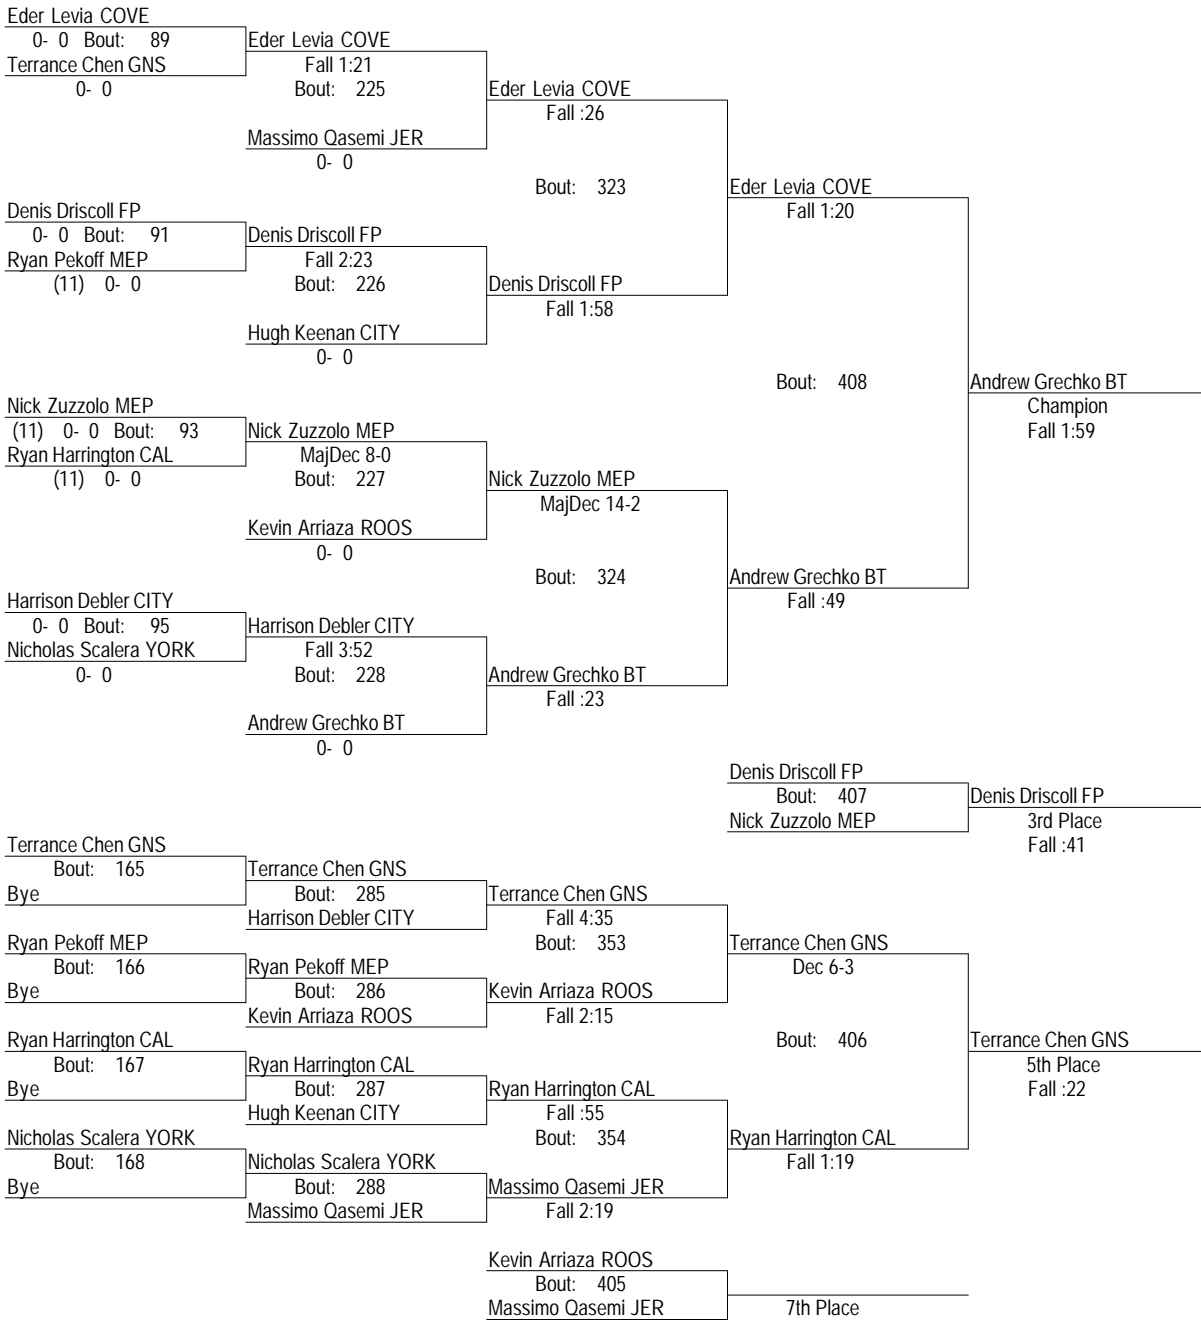 Eder Levia COVE
0- 0 Bout: 89
Eder Levia COVE
Terrance Chen GNS
Fall 1:21
0- 0
Bout: 225
Eder Levia COVE
Fall :26
Massimo Qasemi JER
0- 0
Bout: 323
Eder Levia COVE
Fall 1:20
Denis Driscoll FP
0- 0 Bout: 91
Denis Driscoll FP
Ryan Pekoff MEP
Fall 2:23
(11) 0- 0
Bout: 226
Denis Driscoll FP
Fall 1:58
Hugh Keenan CITY
0- 0
Bout: 408
Andrew Grechko BT
Champion
Fall 1:59
Nick Zuzzolo MEP
(11) 0- 0 Bout: 93
Nick Zuzzolo MEP
Ryan Harrington CAL
MajDec 8-0
(11) 0- 0
Bout: 227
Nick Zuzzolo MEP
MajDec 14-2
Kevin Arriaza ROOS
0- 0
Bout: 324
Andrew Grechko BT
Fall :49
Harrison Debler CITY
0- 0 Bout: 95
Harrison Debler CITY
Nicholas Scalera YORK
Fall 3:52
0- 0
Bout: 228
Andrew Grechko BT
Fall :23
Andrew Grechko BT
0- 0
Denis Driscoll FP
Bout: 407
Denis Driscoll FP
Nick Zuzzolo MEP
3rd Place
Fall :41
Terrance Chen GNS
Bout: 165
Terrance Chen GNS
Bye
Bout: 285
Terrance Chen GNS
Harrison Debler CITY
Fall 4:35
Ryan Pekoff MEP
Bout: 353
Terrance Chen GNS
Bout: 166
Ryan Pekoff MEP
Dec 6-3
Bye
Bout: 286
Kevin Arriaza ROOS
Kevin Arriaza ROOS
Fall 2:15
Ryan Harrington CAL
Bout: 406
Terrance Chen GNS
Bout: 167
Ryan Harrington CAL
5th Place
Bye
Bout: 287
Ryan Harrington CAL
Fall :22
Hugh Keenan CITY
Fall :55
Nicholas Scalera YORK
Bout: 354
Ryan Harrington CAL
Bout: 168
Nicholas Scalera YORK
Fall 1:19
Bye
Bout: 288
Massimo Qasemi JER
Massimo Qasemi JER
Fall 2:19
Kevin Arriaza ROOS
Bout: 405
Massimo Qasemi JER
7th Place